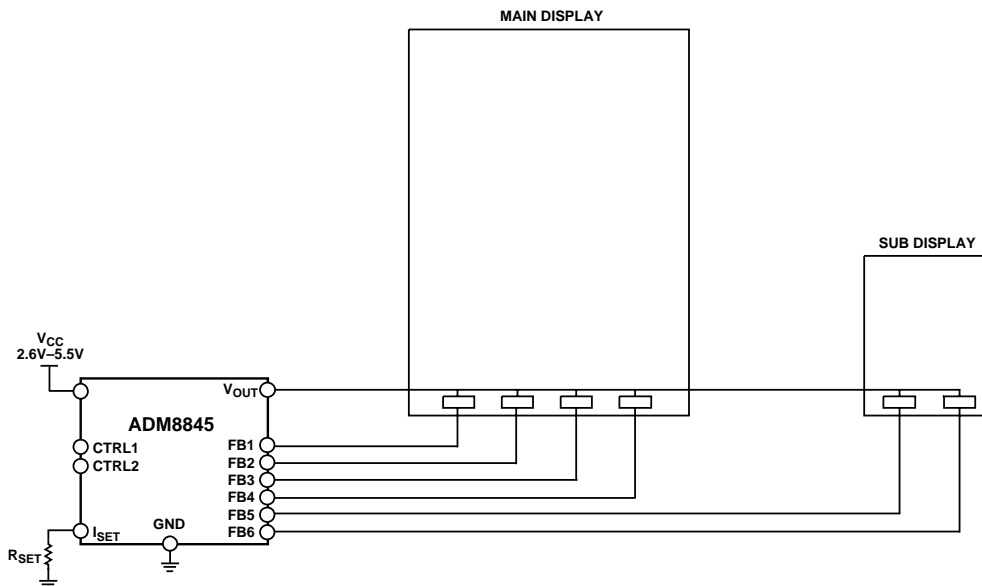 MAIN DISPLAY
SUB DISPLAY
VCC
2.6V–5.5V
VOUT
ADM8845
CTRL1
CTRL2
FB1
FB2
FB3
FB4
FB5
FB6
GND
ISET
RSET